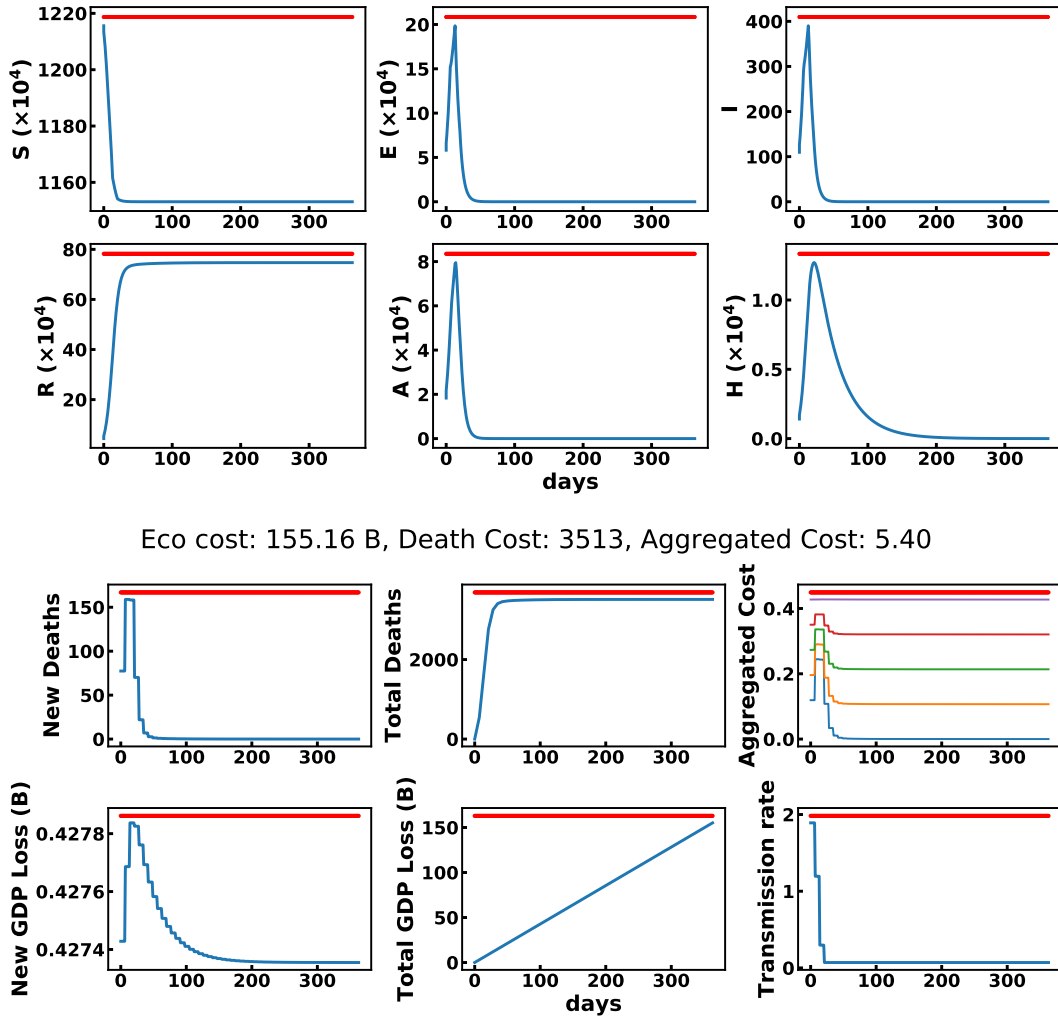 S (×10⁴)
1220
1200
1180
1160
0 100 200 300
E (×10⁴)
20
15
10
5
0
0 100 200 300
I
400
300
200
100
0
0 100 200 300
R (×10⁴)
80
60
40
20
0 100 200 300
A (×10⁴)
8
6
4
2
0
0 100 200 300
days
H (×10⁴)
1.0
0.5
0.0
0 100 200 300
Eco cost: 155.16 B, Death Cost: 3513, Aggregated Cost: 5.40
New Deaths
150
100
50
0
0 100 200 300
Total Deaths
2000
0
0 100 200 300
Aggregated Cost
0.4
0.2
0.0
0 100 200 300
New GDP Loss (B)
0.4278
0.4276
0.4274
0 100 200 300
Total GDP Loss (B)
150
100
50
0
0 100 200 300
days
Transmission rate
2
1
0
0 100 200 300